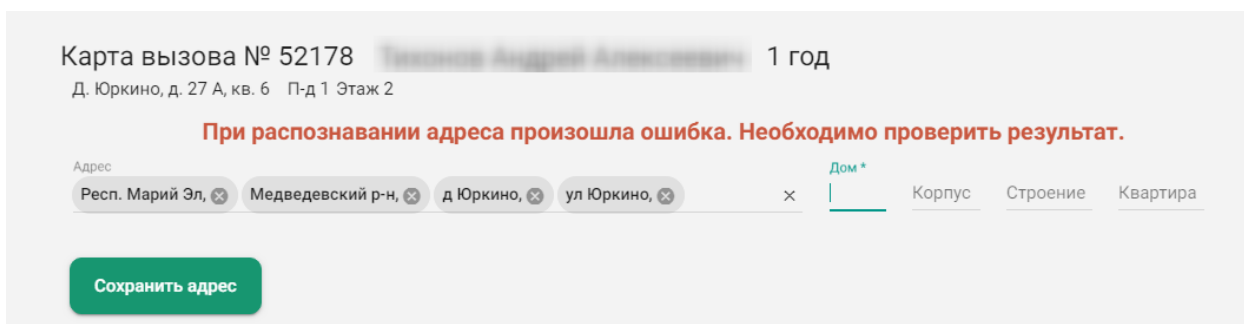 Карта вызова № 52178 1 год
Д. Юркино, д. 27 А, кв. 6 П-д 1 Этаж 2
При распознавании адреса произошла ошибка. Необходимо проверить результат.
Адрес Дом *
Респ. Марий Эл, Медведевский р-н, д Юркино, ул Юркино, Корпус Строение Квартира
Сохранить адрес